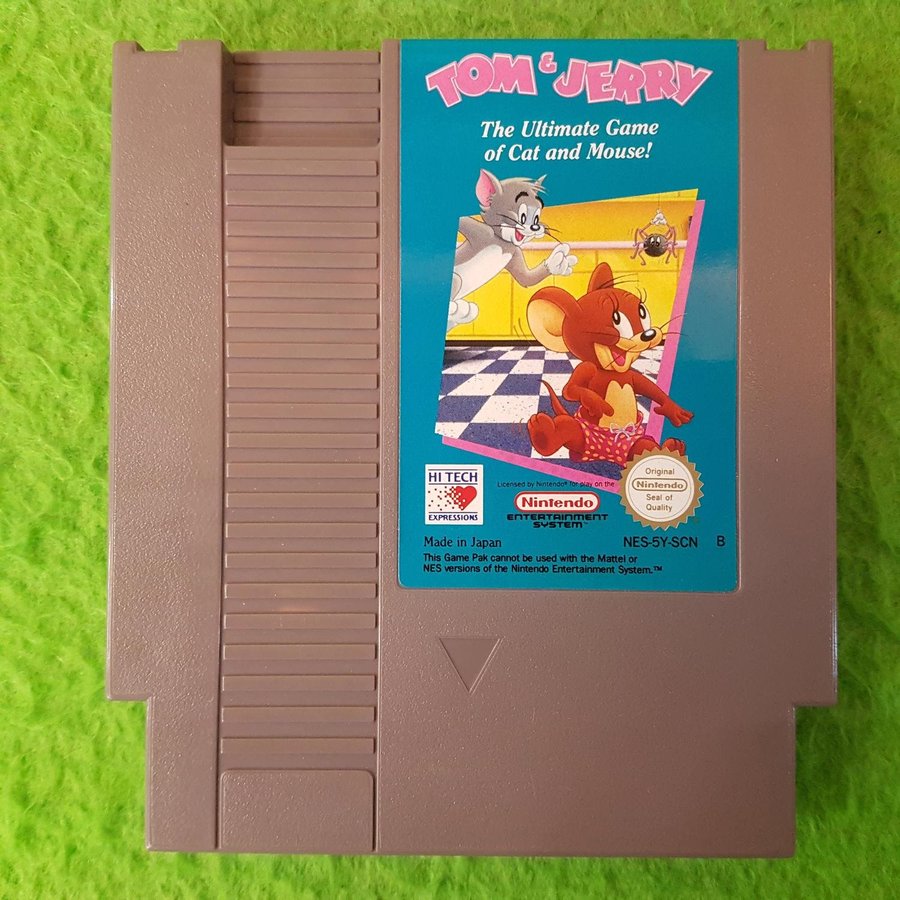 TOM & JERRY
The Ultimate Game
of Cat and Mouse!
HI TECH
EXPRESSIONS
Licensed by Nintendo® for play on the
Nintendo®
ENTERTAINMENT
SYSTEM™
Original
Nintendo
Seal of
Quality
Made in Japan
NES-5Y-SCN B
This Game Pak cannot be used with the Mattel or
NES versions of the Nintendo Entertainment System.™